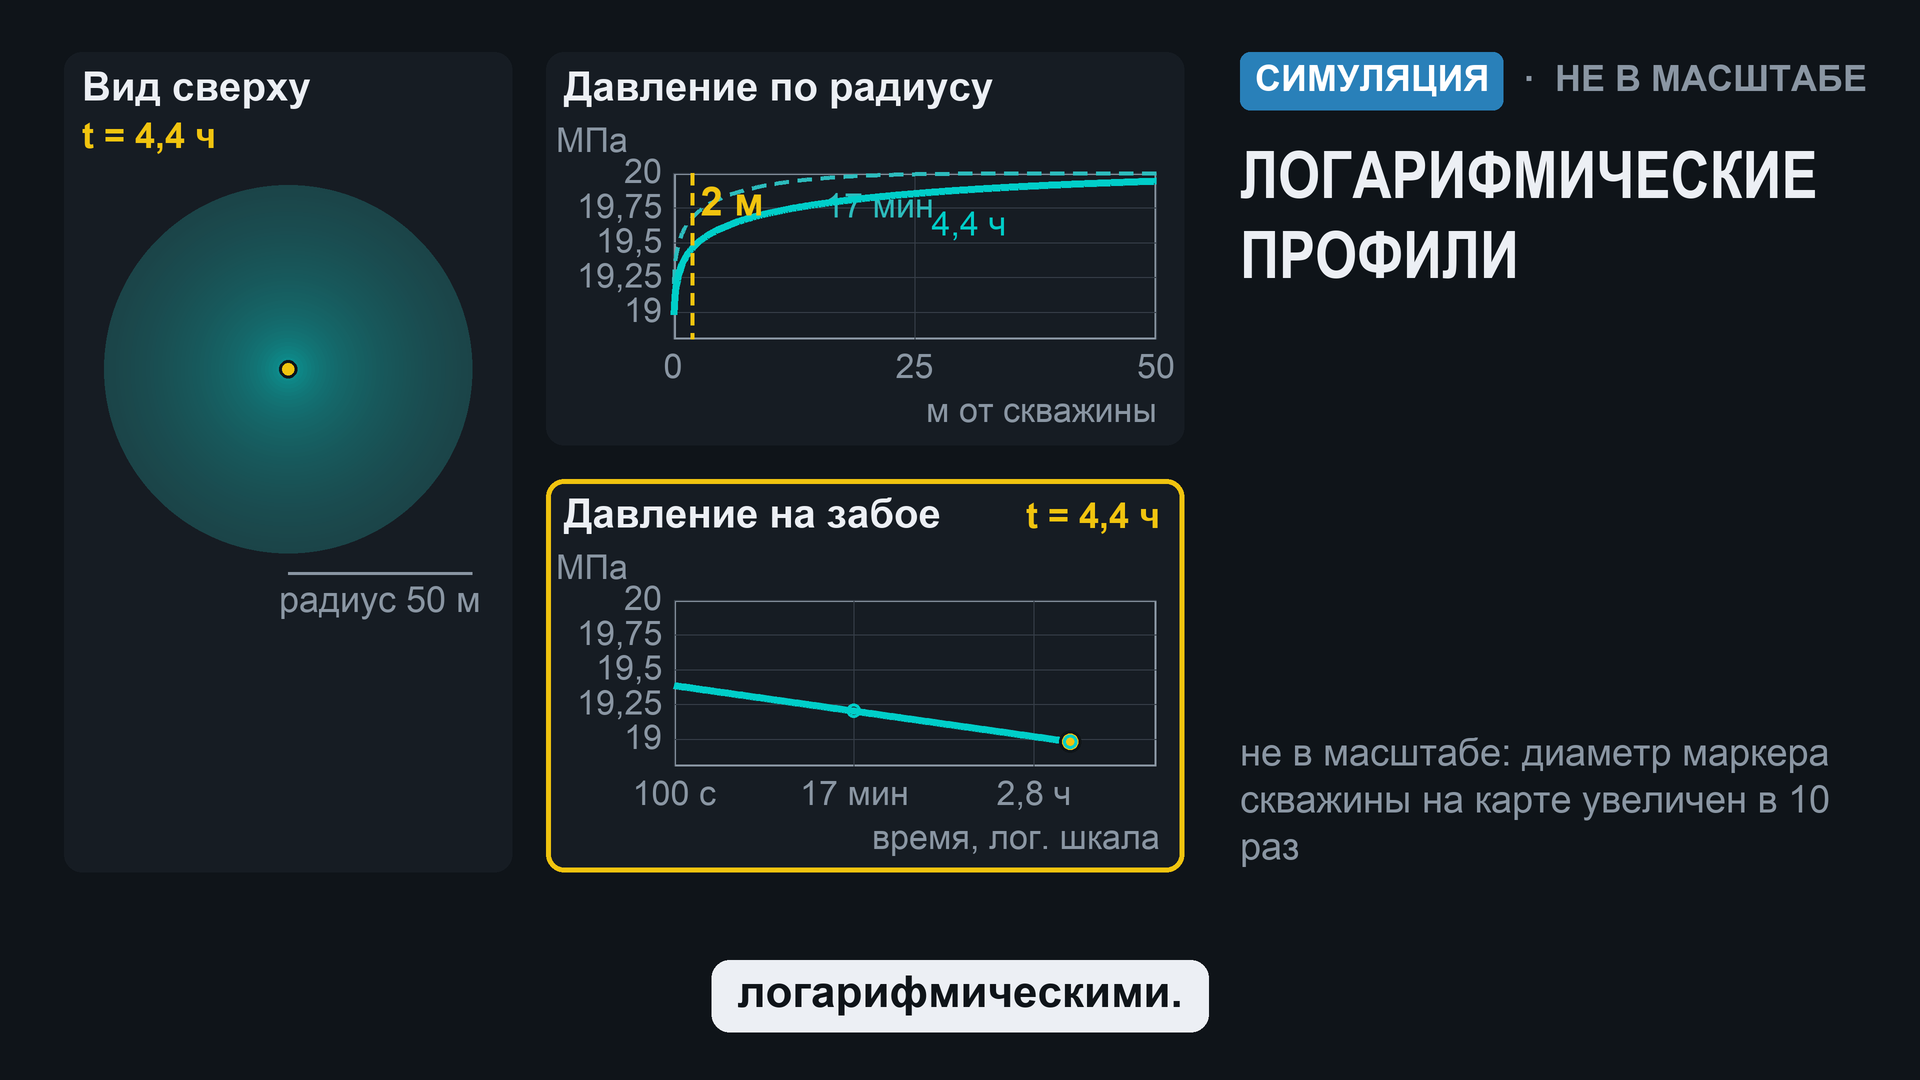 Вид сверху
t = 4,4 ч
радиус 50 м
Давление по радиусу
МПа
20
19,75
19,5
19,25
19
2 м
17 мин
4,4 ч
0 25 50
м от скважины
Давление на забое t = 4,4 ч
МПа
20
19,75
19,5
19,25
19
100 с 17 мин 2,8 ч
время, лог. шкала
СИМУЛЯЦИЯ · НЕ В МАСШТАБЕ
ЛОГАРИФМИЧЕСКИЕ
ПРОФИЛИ
не в масштабе: диаметр маркера
скважины на карте увеличен в 10
раз
логарифмическими.